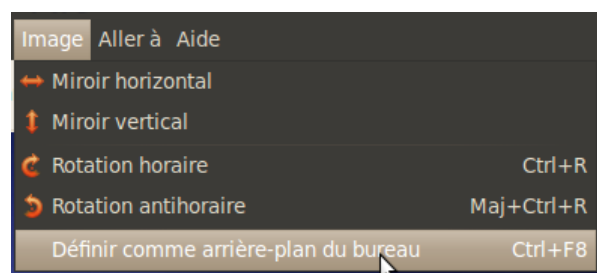 Image Aller à Aide
Miroir horizontal
Miroir vertical
Rotation horaire Ctrl+R
Rotation antihoraire Maj+Ctrl+R
Définir comme arrière-plan du bureau Ctrl+F8